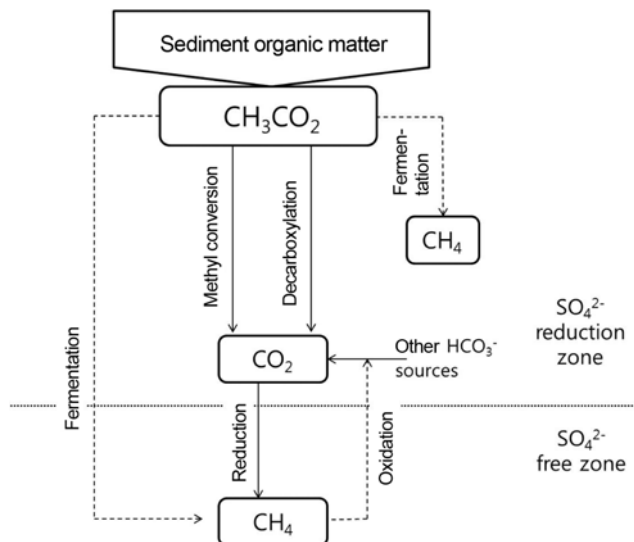 Sediment organic matter
CH₃CO₂
Fermen-
tation
CH₄
Methyl conversion
Decarboxylation
SO₄²⁻
reduction
zone
Other HCO₃⁻
sources
CO₂
Fermentation
Reduction
Oxidation
SO₄²⁻
free zone
CH₄